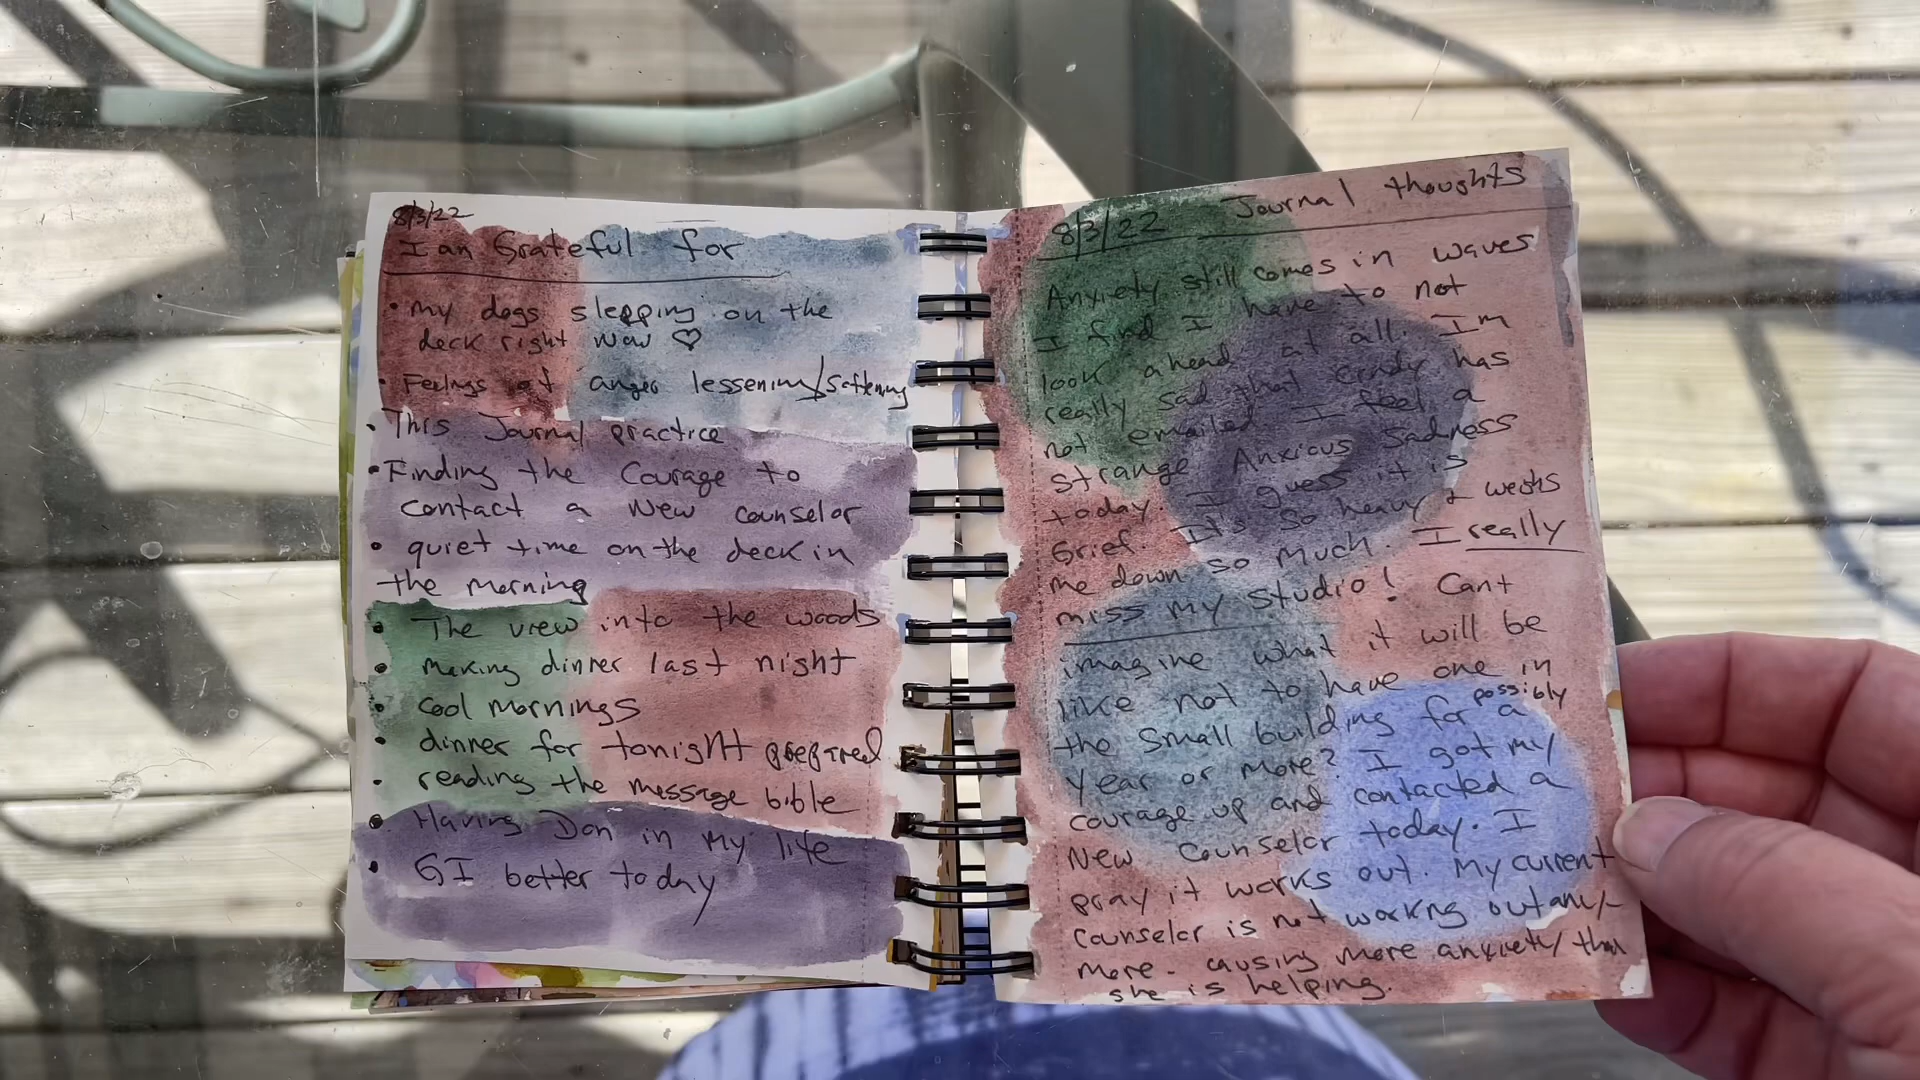 8/3/22
I am Grateful for
• my dogs sleeping on the
deck right now ♡
• Feelings of anger lessening/softening
• This Journal practice
• Finding the Courage to
contact a New counselor
• quiet time on the deck in
the morning
• The view into the woods
• making dinner last night
• cool mornings
• dinner for tonight prepared
• reading the message bible
• Having Don in my life
• GI better today
8/3/22 Journal thoughts
Anxiety still comes in waves
I find I have to not
look ahead at all. Im
really sad that Cindy has
not emailed I feel a
strange Anxious Sadness
today. I guess it is
Grief. It's so heavy & weighs
me down so much. I really
miss my studio! Cant
imagine what it will be
like not to have one in
the small building for possibly a
year or more? I got my
courage up and contacted a
New Counselor today. I
pray it works out. My current
Counselor is not working out any-
more - causing more anxiety than
she is helping.